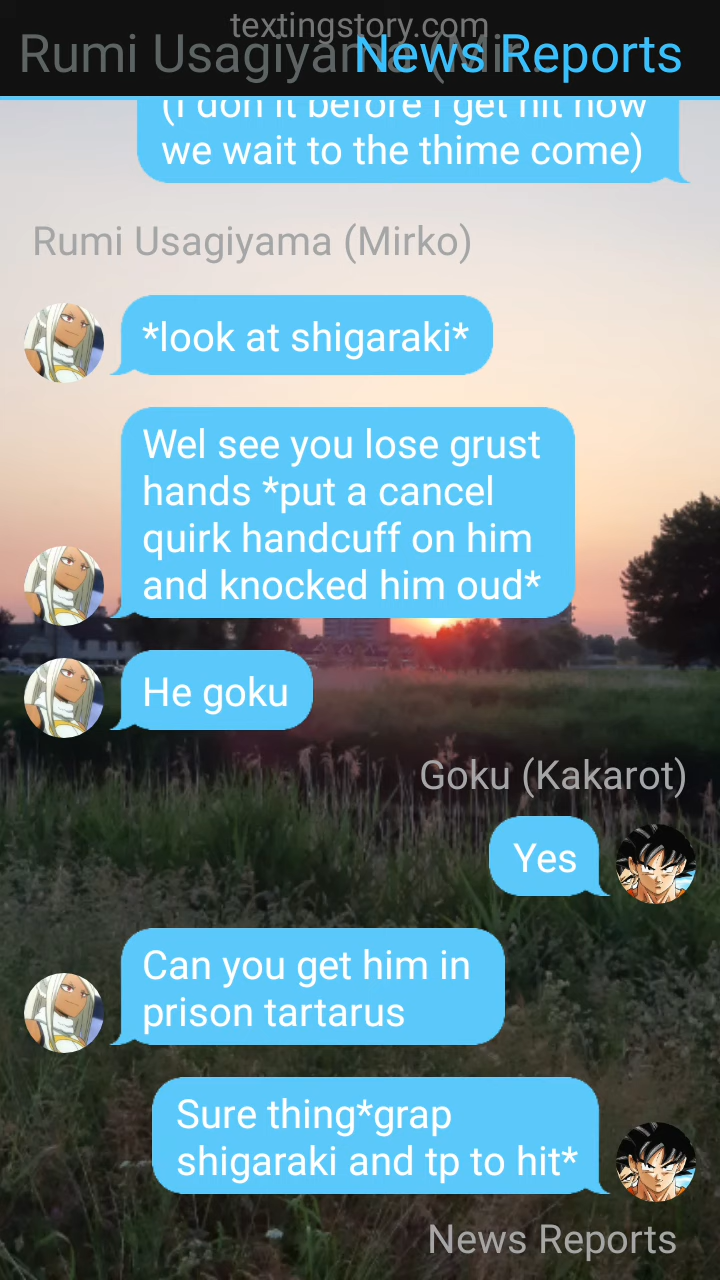 textingstory.com
Rumi Usagiyama (Mir...
News Reports
(I don it before I get hit now
we wait to the thime come)
Rumi Usagiyama (Mirko)
*look at shigaraki*
Wel see you lose grust
hands *put a cancel
quirk handcuff on him
and knocked him oud*
He goku
Goku (Kakarot)
Yes
Can you get him in
prison tartarus
Sure thing*grap
shigaraki and tp to hit*
News Reports